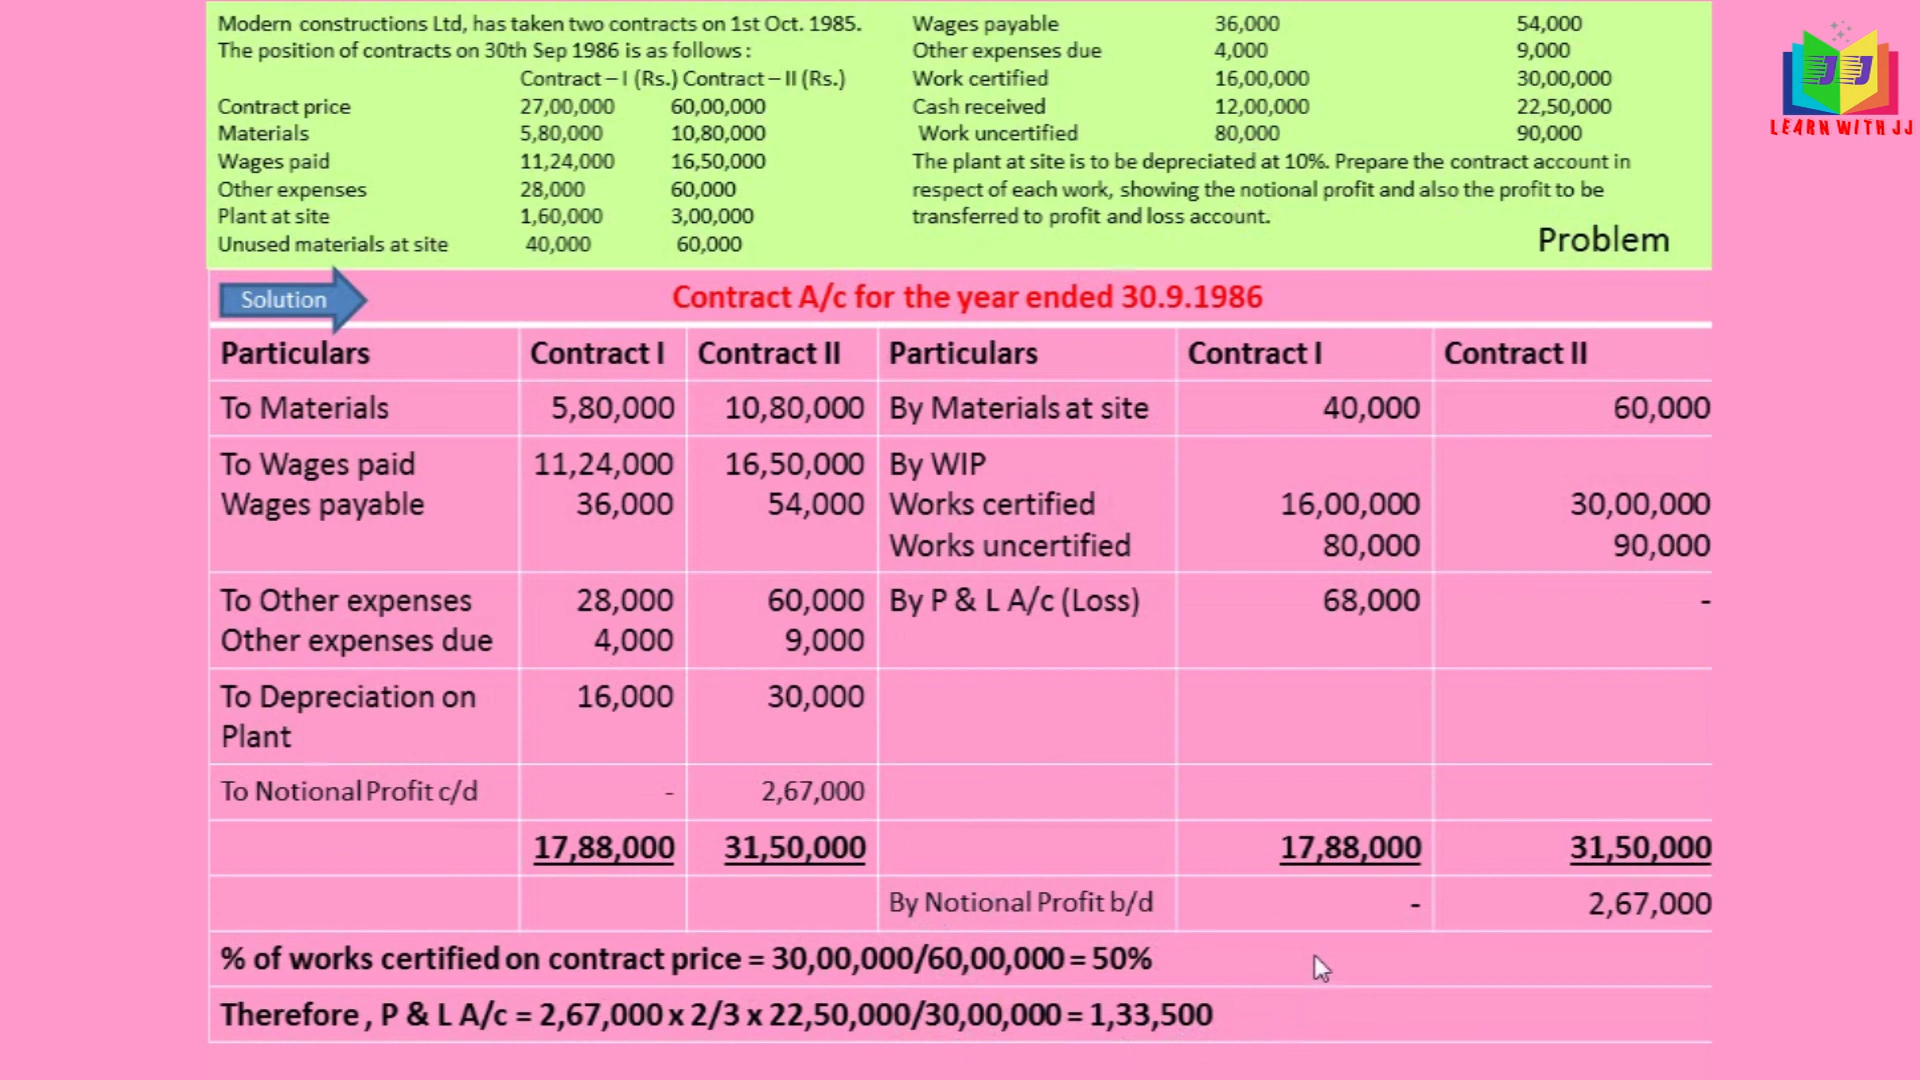 Modern constructions Ltd, has taken two contracts on 1st Oct. 1985.
The position of contracts on 30th Sep 1986 is as follows :
Contract – I (Rs.) Contract – II (Rs.)
Contract price 27,00,000 60,00,000
Materials 5,80,000 10,80,000
Wages paid 11,24,000 16,50,000
Other expenses 28,000 60,000
Plant at site 1,60,000 3,00,000
Unused materials at site 40,000 60,000
Wages payable 36,000 54,000
Other expenses due 4,000 9,000
Work certified 16,00,000 30,00,000
Cash received 12,00,000 22,50,000
Work uncertified 80,000 90,000
The plant at site is to be depreciated at 10%. Prepare the contract account in
respect of each work, showing the notional profit and also the profit to be
transferred to profit and loss account.
Problem
JJ
LEARN WITH JJ
Solution
Contract A/c for the year ended 30.9.1986
Particulars Contract I Contract II Particulars Contract I Contract II
To Materials 5,80,000 10,80,000 By Materials at site 40,000 60,000
To Wages paid 11,24,000 16,50,000 By WIP
Wages payable 36,000 54,000 Works certified 16,00,000 30,00,000
Works uncertified 80,000 90,000
To Other expenses 28,000 60,000 By P & L A/c (Loss) 68,000 -
Other expenses due 4,000 9,000
To Depreciation on 16,000 30,000
Plant
To Notional Profit c/d - 2,67,000
17,88,000 31,50,000 17,88,000 31,50,000
By Notional Profit b/d - 2,67,000
% of works certified on contract price = 30,00,000/60,00,000 = 50%
Therefore , P & L A/c = 2,67,000 x 2/3 x 22,50,000/30,00,000 = 1,33,500